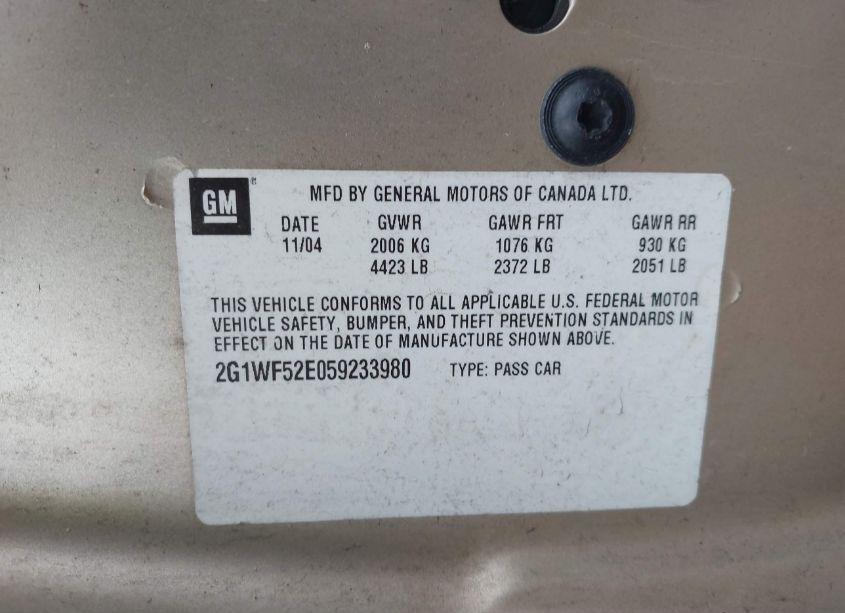 GM ® MFD BY GENERAL MOTORS OF CANADA LTD.
DATE GVWR GAWR FRT GAWR RR
11/04 2006 KG 1076 KG 930 KG
4423 LB 2372 LB 2051 LB
THIS VEHICLE CONFORMS TO ALL APPLICABLE U.S. FEDERAL MOTOR
VEHICLE SAFETY, BUMPER, AND THEFT PREVENTION STANDARDS IN
EFFECT ON THE DATE OF MANUFACTURE SHOWN ABOVE.
2G1WF52E059233980 TYPE: PASS CAR